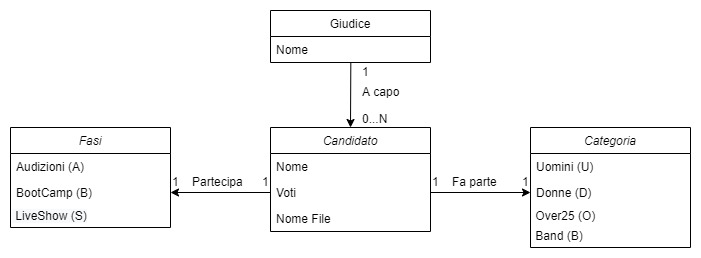 Giudice
Nome
1
A capo
0...N
Fasi
Candidato
Categoria
Audizioni (A)
Nome
Uomini (U)
1
Partecipa
1
1
Fa parte
1
BootCamp (B)
Voti
Donne (D)
LiveShow (S)
Nome File
Over25 (O)
Band (B)